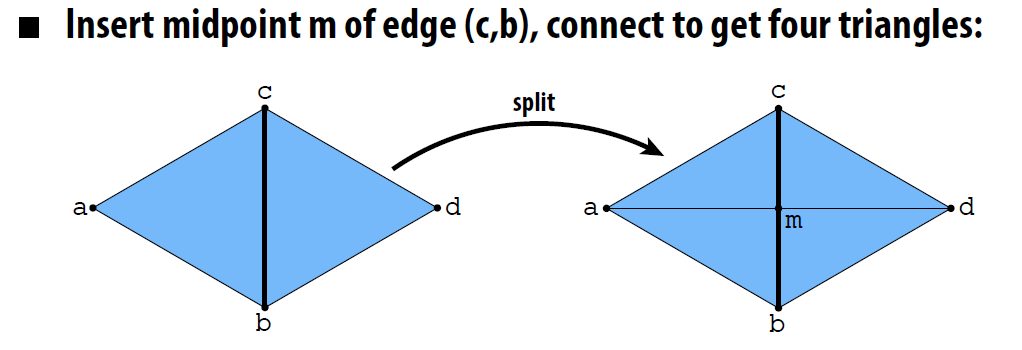 Insert midpoint m of edge (c,b), connect to get four triangles:
c
split
c
a
d
a
m
d
b
b